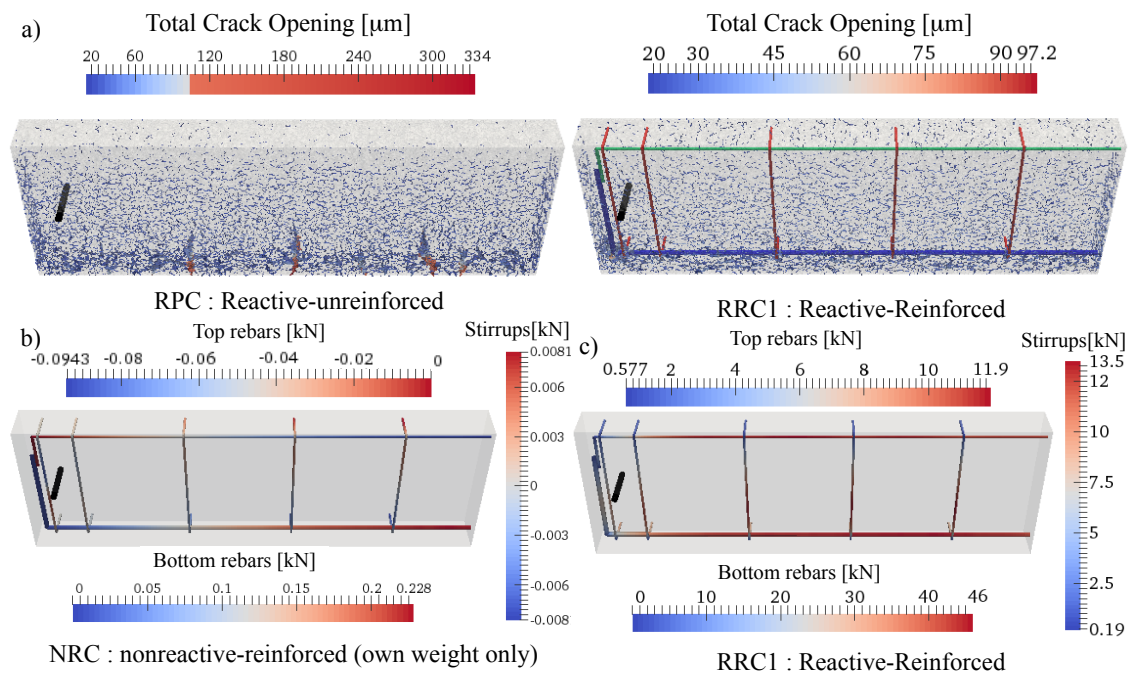 a)
Total Crack Opening [μm]
20 60 120 180 240 300 334
Total Crack Opening [μm]
20 30 45 60 75 90 97.2
RPC : Reactive-unreinforced
RRC1 : Reactive-Reinforced
b)
Top rebars [kN]
-0.0943 -0.08 -0.06 -0.04 -0.02 0
Stirrups[kN]
0.0081
0.006
0.003
0
-0.003
-0.006
-0.008
Bottom rebars [kN]
0 0.05 0.1 0.15 0.2 0.228
NRC : nonreactive-reinforced (own weight only)
c)
Top rebars [kN]
0.577 2 4 6 8 10 11.9
Stirrups[kN]
13.5
12
10
7.5
5
2.5
0.19
Bottom rebars [kN]
0 10 20 30 40 46
RRC1 : Reactive-Reinforced